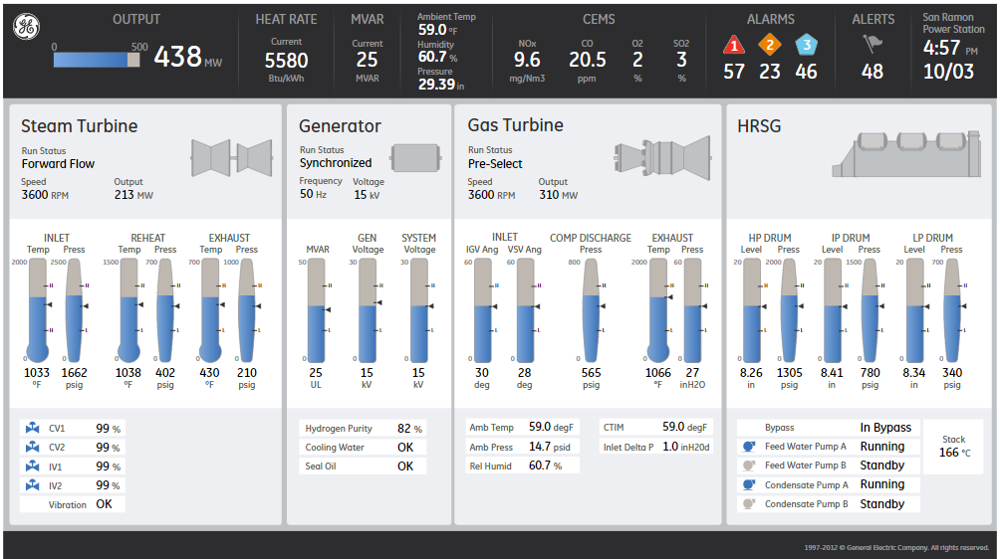 OUTPUT
0 500
438 MW
HEAT RATE
Current
5580
Btu/kWh
MVAR
Current
25
MVAR
Ambient Temp
59.0 °F
Humidity
60.7 %
Pressure
29.39 in
CEMS
NOx CO O2 SO2
9.6 20.5 2 3
mg/Nm3 ppm % %
ALARMS
1 2 3
57 23 46
ALERTS
48
San Ramon
Power Station
4:57 PM
10/03
Steam Turbine
Run Status
Forward Flow
Speed Output
3600 RPM 213 MW
INLET REHEAT EXHAUST
Temp Press Temp Press Temp Press
2000 2500 1500 700 700 1000
H H H H H H
L L L L L L
0 0 0 0 0 0
1033 1662 1038 402 430 210
°F psig °F psig °F psig
CV1 99 %
CV2 99 %
IV1 99 %
IV2 99 %
Vibration OK
Generator
Run Status
Synchronized
Frequency Voltage
50 Hz 15 kV
GEN SYSTEM
MVAR Voltage Voltage
50 30 30
H H H
L L L
0 0 0
25 15 15
UL kV kV
Hydrogen Purity 82 %
Cooling Water OK
Seal Oil OK
Gas Turbine
Run Status
Pre-Select
Speed Output
3600 RPM 310 MW
INLET COMP DISCHARGE EXHAUST
IGV Ang VSV Ang Press Temp Press
60 60 800 2000 60
H H H H H
L L L L L
0 0 0 0 0
30 28 565 1066 27
deg deg psig °F inH2O
Amb Temp 59.0 degF
Amb Press 14.7 psid
Rel Humid 60.7 %
CTIM 59.0 degF
Inlet Delta P 1.0 inH20d
HRSG
HP DRUM IP DRUM LP DRUM
Level Press Level Press Level Press
20 2000 20 1500 20 700
H H H H H H
L L L L L L
0 0 0 0 0 0
8.26 1305 8.41 780 8.34 340
in psig in psig in psig
Bypass In Bypass
Feed Water Pump A Running
Feed Water Pump B Standby
Condensate Pump A Running
Condensate Pump B Standby
Stack
166 °C
1997-2012 © General Electric Company. All rights reserved.